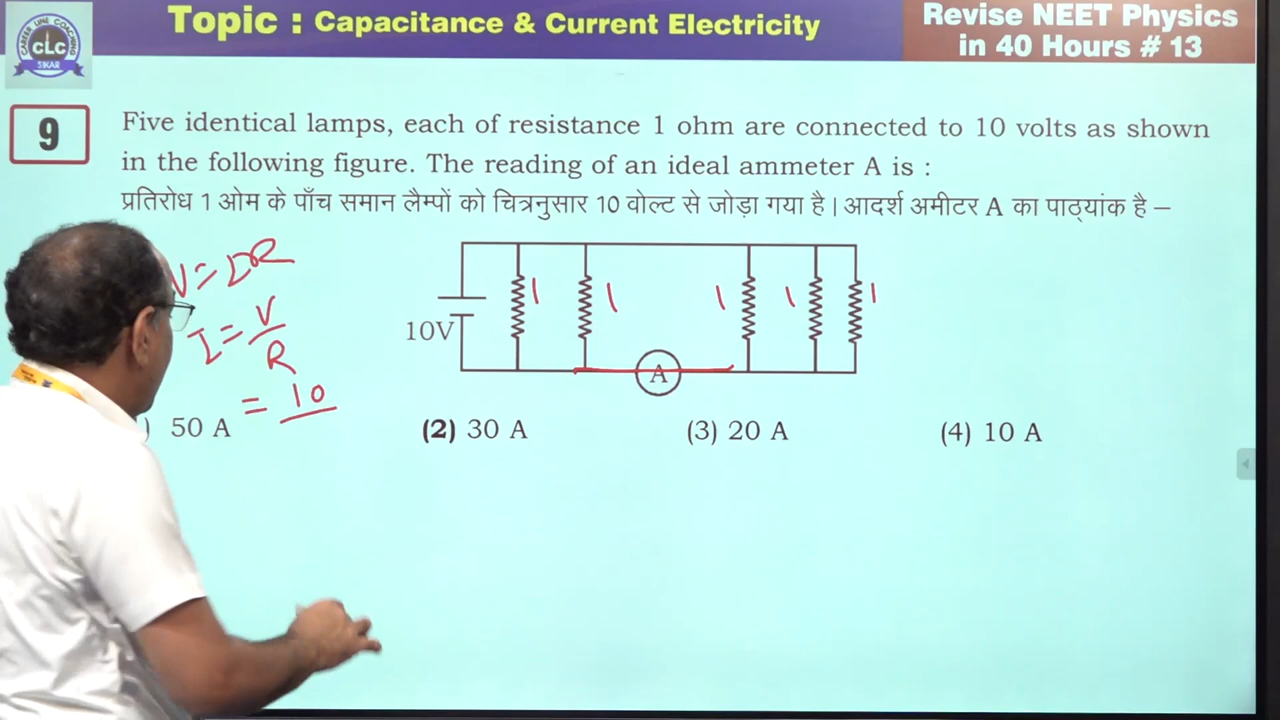 Topic : Capacitance & Current Electricity
Revise NEET Physics
in 40 Hours # 13
CAREER LINE COACHING
CLC
SIKAR
9
Five identical lamps, each of resistance 1 ohm are connected to 10 volts as shown
in the following figure. The reading of an ideal ammeter A is :
प्रतिरोध 1 ओम के पाँच समान लैम्पों को चित्रनुसार 10 वोल्ट से जोड़ा गया है। आदर्श अमीटर A का पाठ्यांक है –
V = IR
I = V/R
= 10
1 1 1 1 1
10V
A
) 50 A (2) 30 A (3) 20 A (4) 10 A